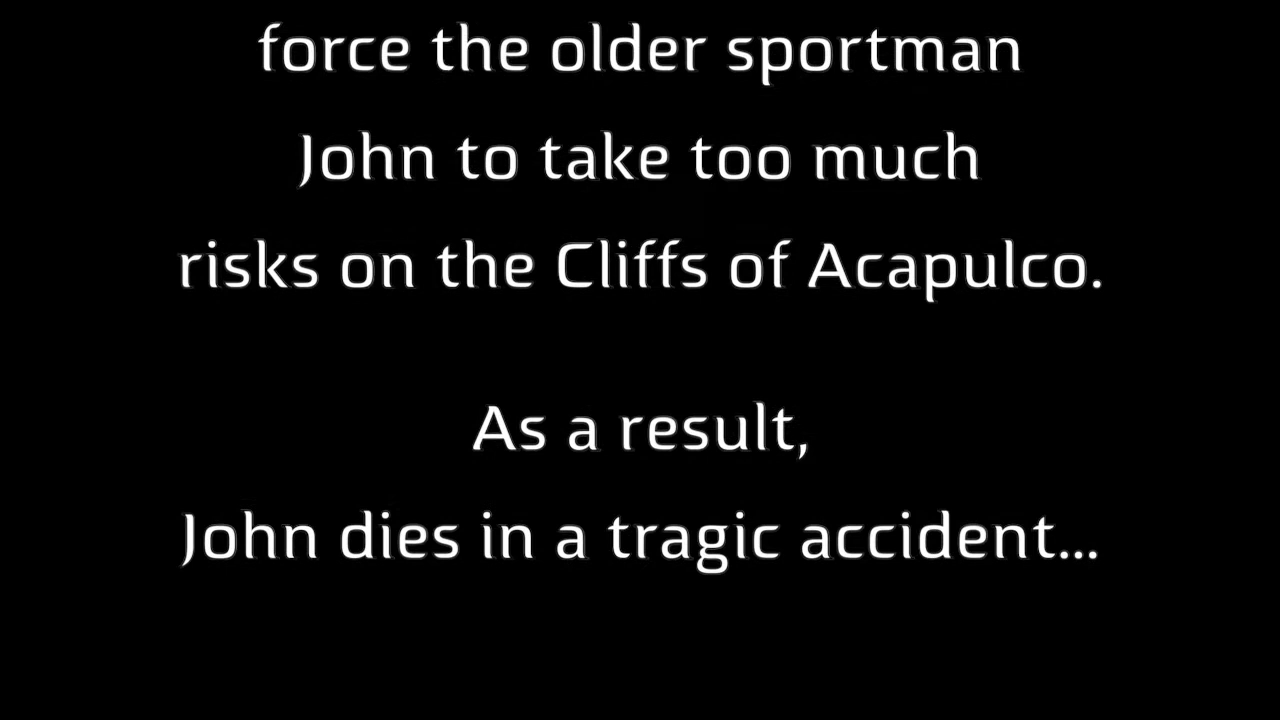 force the older sportman
John to take too much
risks on the Cliffs of Acapulco.
As a result,
John dies in a tragic accident...